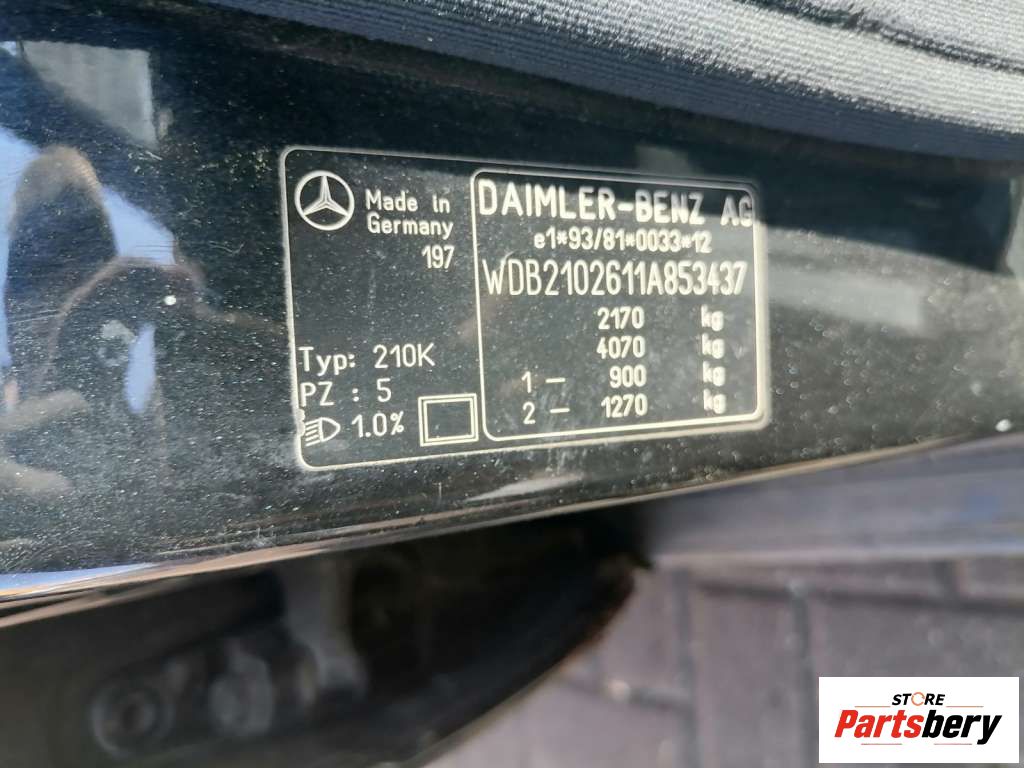 Made in
Germany
197
Typ: 210K
PZ : 5
1.0%
DAIMLER-BENZ AG
e1*93/81*0033*12
WDB2102611A853437
2170 kg
4070 kg
1 — 900 kg
2 — 1270 kg
STORE
Partsbery